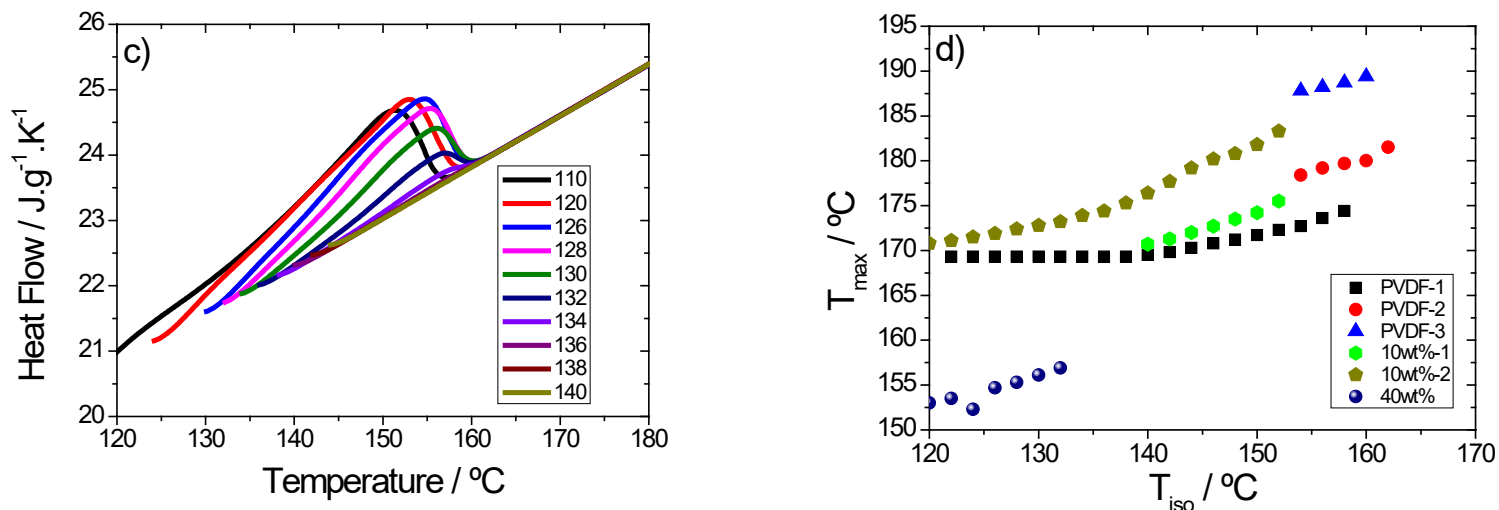 c)
26
25
24
23
22
21
20
Heat Flow / J.g⁻¹.K⁻¹
110
120
126
128
130
132
134
136
138
140
120 130 140 150 160 170 180
Temperature / ºC
d)
195
190
185
180
175
170
165
160
155
150
T_max / ºC
PVDF-1
PVDF-2
PVDF-3
10wt%-1
10wt%-2
40wt%
120 130 140 150 160 170
T_iso / ºC